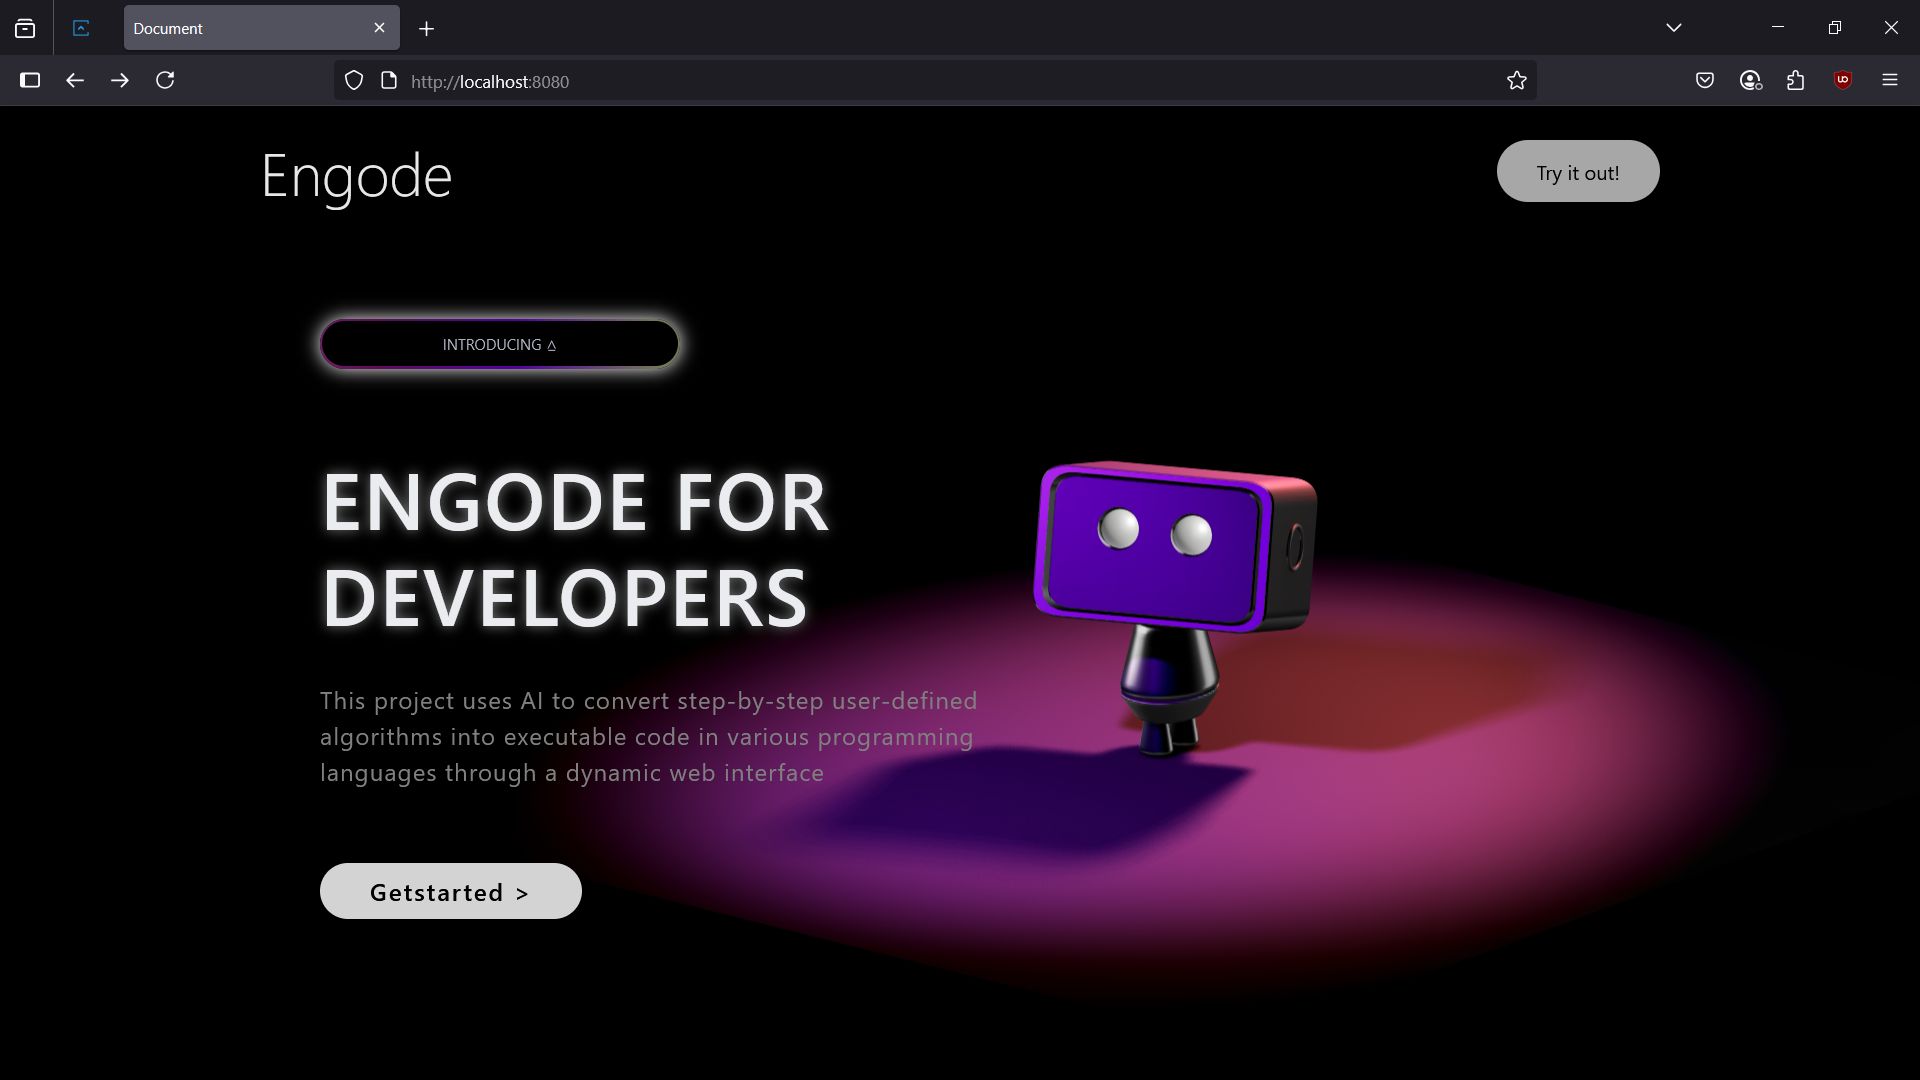 Document
http://localhost:8080
Engode
Try it out!
INTRODUCING ^
ENGODE FOR
DEVELOPERS
This project uses AI to convert step-by-step user-defined
algorithms into executable code in various programming
languages through a dynamic web interface
Getstarted >